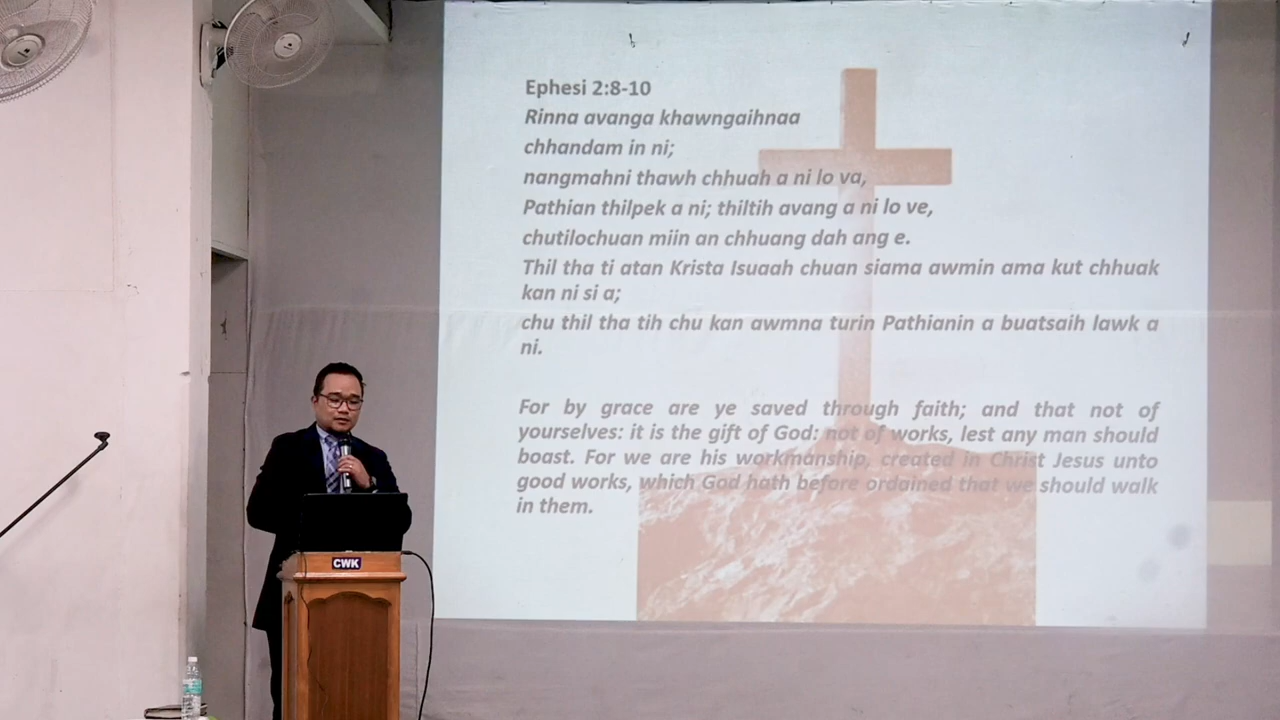 Ephesi 2:8-10
Rinna avanga khawngaihnaa
chhandam in ni;
nangmahni thawh chhuah a ni lo va,
Pathian thilpek a ni; thiltih avang a ni lo ve,
chutilochuan miin an chhuang dah ang e.
Thil tha ti atan Krista Isuaah chuan siama awmin ama kut chhuak
kan ni si a;
chu thil tha tih chu kan awmna turin Pathianin a buatsaih lawk a
ni.
For by grace are ye saved through faith; and that not of
yourselves: it is the gift of God: not of works, lest any man should
boast. For we are his workmanship, created in Christ Jesus unto
good works, which God hath before ordained that we should walk
in them.
CWK